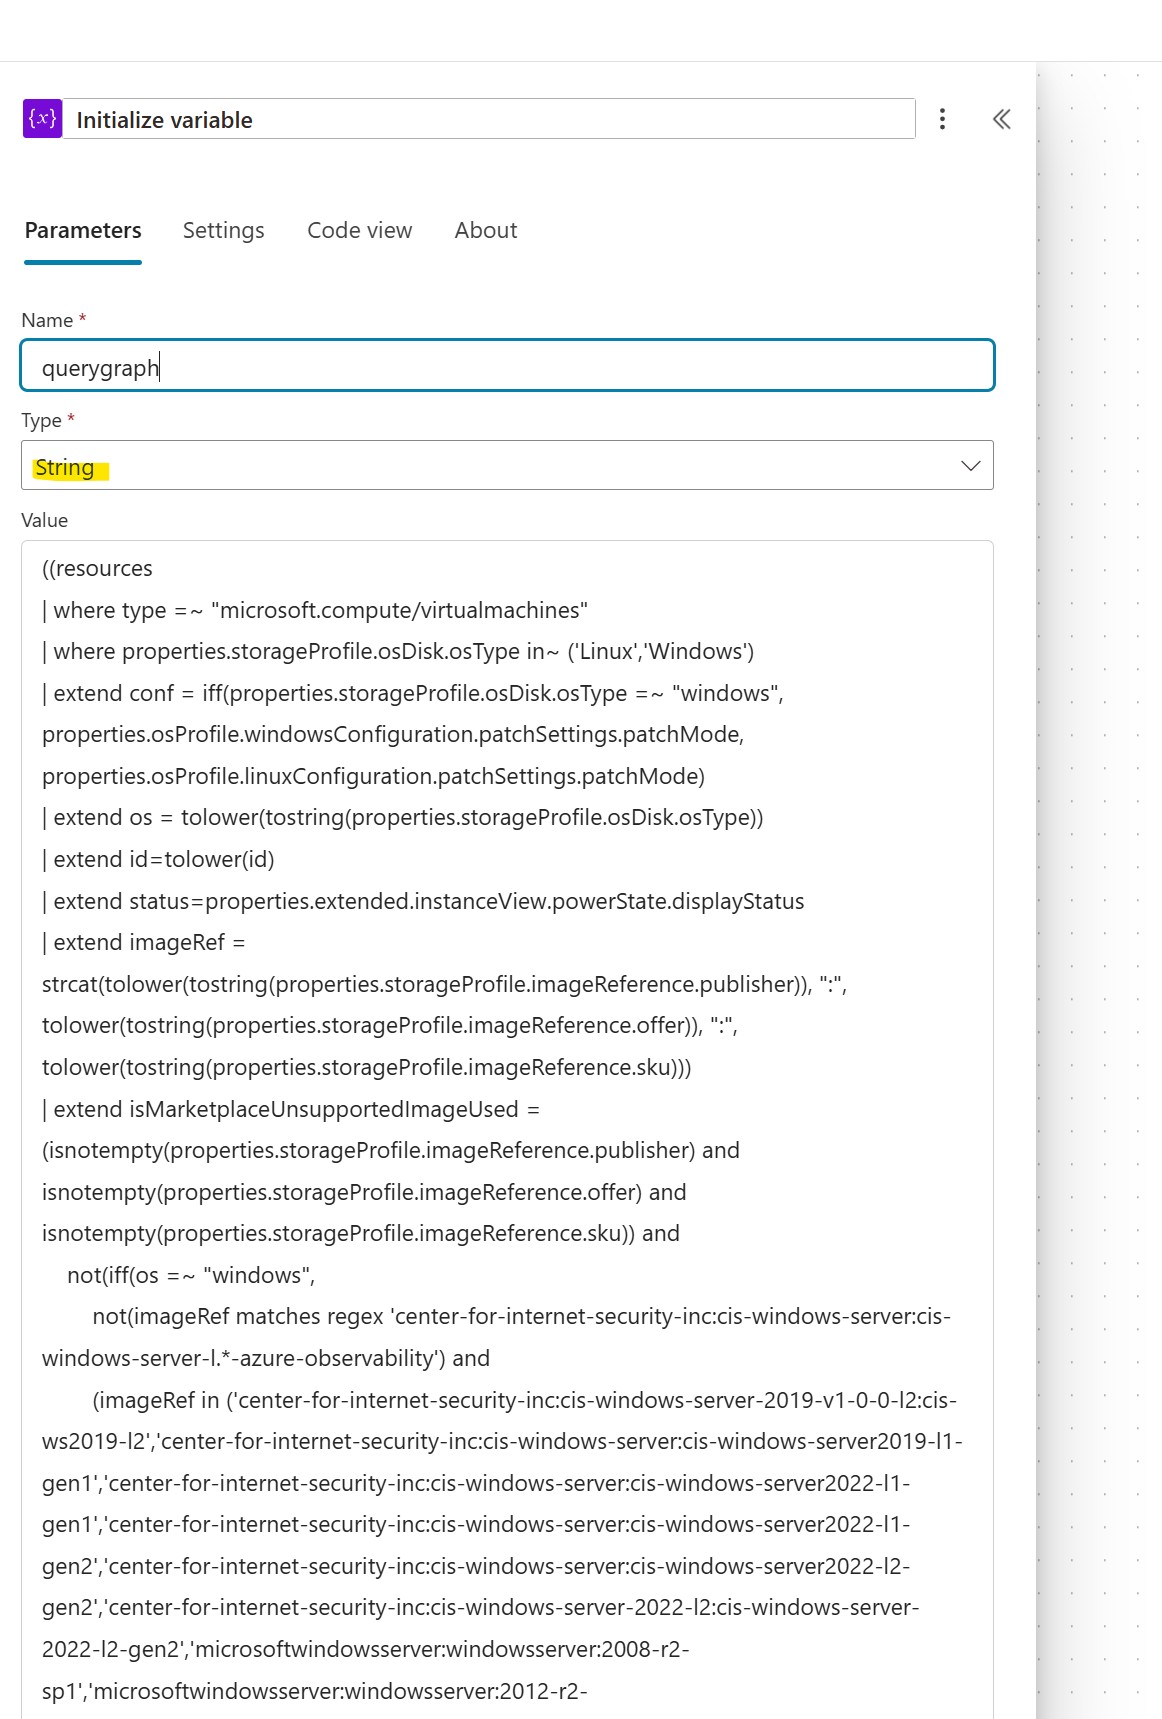 {x} Initialize variable
Parameters Settings Code view About
Name *
querygraph
Type *
String
Value
((resources
| where type =~ "microsoft.compute/virtualmachines"
| where properties.storageProfile.osDisk.osType in~ ('Linux','Windows')
| extend conf = iff(properties.storageProfile.osDisk.osType =~ "windows",
properties.osProfile.windowsConfiguration.patchSettings.patchMode,
properties.osProfile.linuxConfiguration.patchSettings.patchMode)
| extend os = tolower(tostring(properties.storageProfile.osDisk.osType))
| extend id=tolower(id)
| extend status=properties.extended.instanceView.powerState.displayStatus
| extend imageRef =
strcat(tolower(tostring(properties.storageProfile.imageReference.publisher)), ":",
tolower(tostring(properties.storageProfile.imageReference.offer)), ":",
tolower(tostring(properties.storageProfile.imageReference.sku)))
| extend isMarketplaceUnsupportedImageUsed =
(isnotempty(properties.storageProfile.imageReference.publisher) and
isnotempty(properties.storageProfile.imageReference.offer) and
isnotempty(properties.storageProfile.imageReference.sku)) and
not(iff(os =~ "windows",
not(imageRef matches regex 'center-for-internet-security-inc:cis-windows-server:cis-
windows-server-l.*-azure-observability') and
(imageRef in ('center-for-internet-security-inc:cis-windows-server-2019-v1-0-0-l2:cis-
ws2019-l2','center-for-internet-security-inc:cis-windows-server:cis-windows-server2019-l1-
gen1','center-for-internet-security-inc:cis-windows-server:cis-windows-server2022-l1-
gen1','center-for-internet-security-inc:cis-windows-server:cis-windows-server2022-l1-
gen2','center-for-internet-security-inc:cis-windows-server:cis-windows-server2022-l2-
gen2','center-for-internet-security-inc:cis-windows-server-2022-l2:cis-windows-server-
2022-l2-gen2','microsoftwindowsserver:windowsserver:2008-r2-
sp1','microsoftwindowsserver:windowsserver:2012-r2-